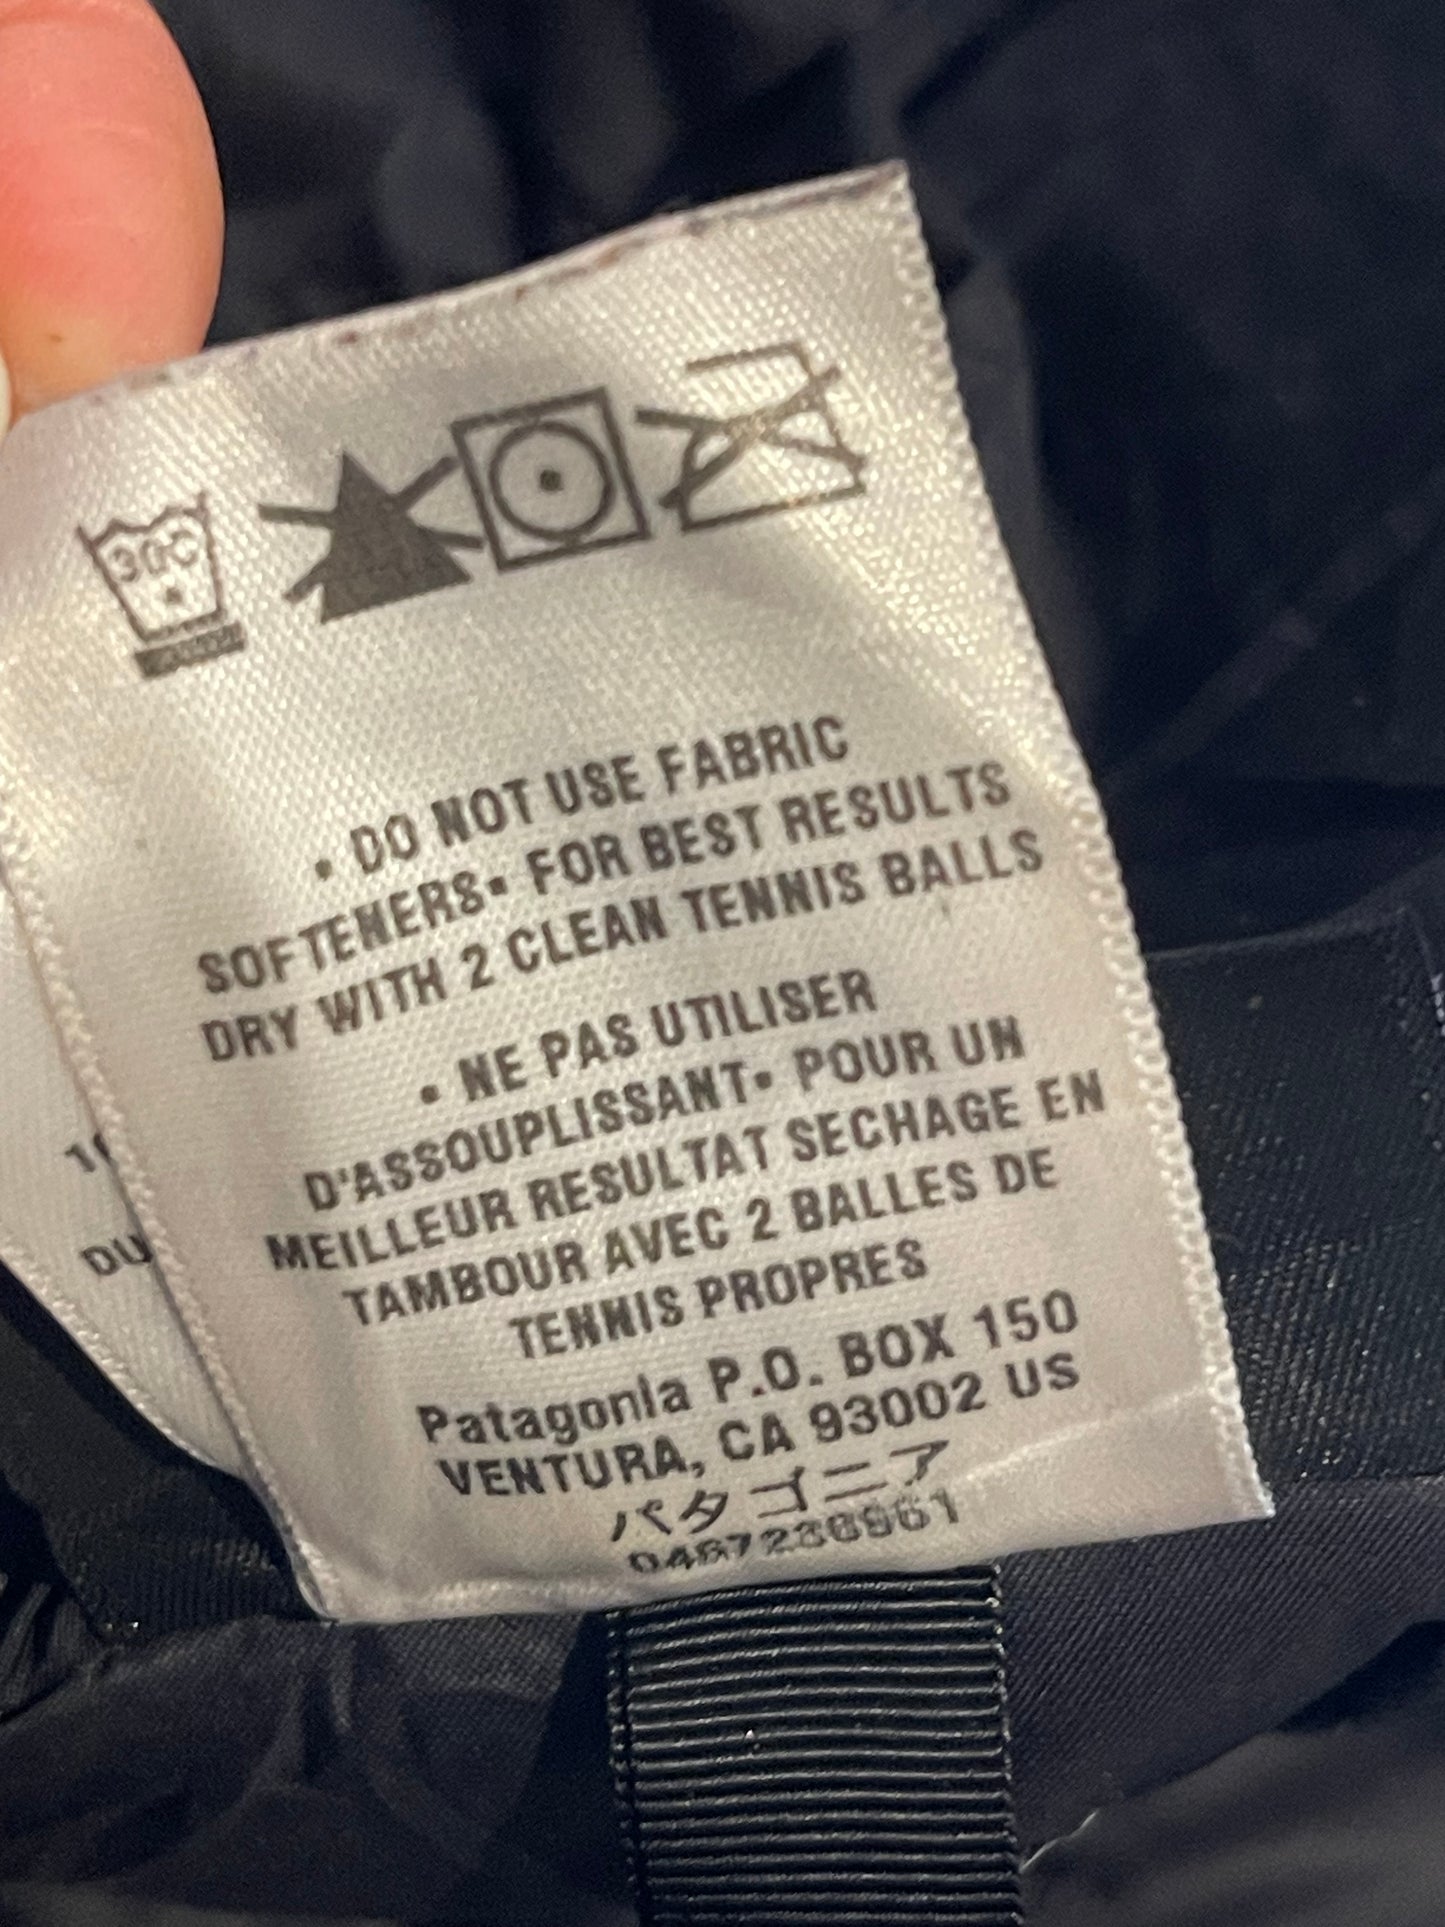 30C
• DO NOT USE FABRIC
SOFTENERS• FOR BEST RESULTS
DRY WITH 2 CLEAN TENNIS BALLS
• NE PAS UTILISER
D'ASSOUPLISSANT• POUR UN
MEILLEUR RESULTAT SECHAGE EN
TAMBOUR AVEC 2 BALLES DE
TENNIS PROPRES
Patagonia P.O. BOX 150
VENTURA, CA 93002 US
パタゴニア
DU